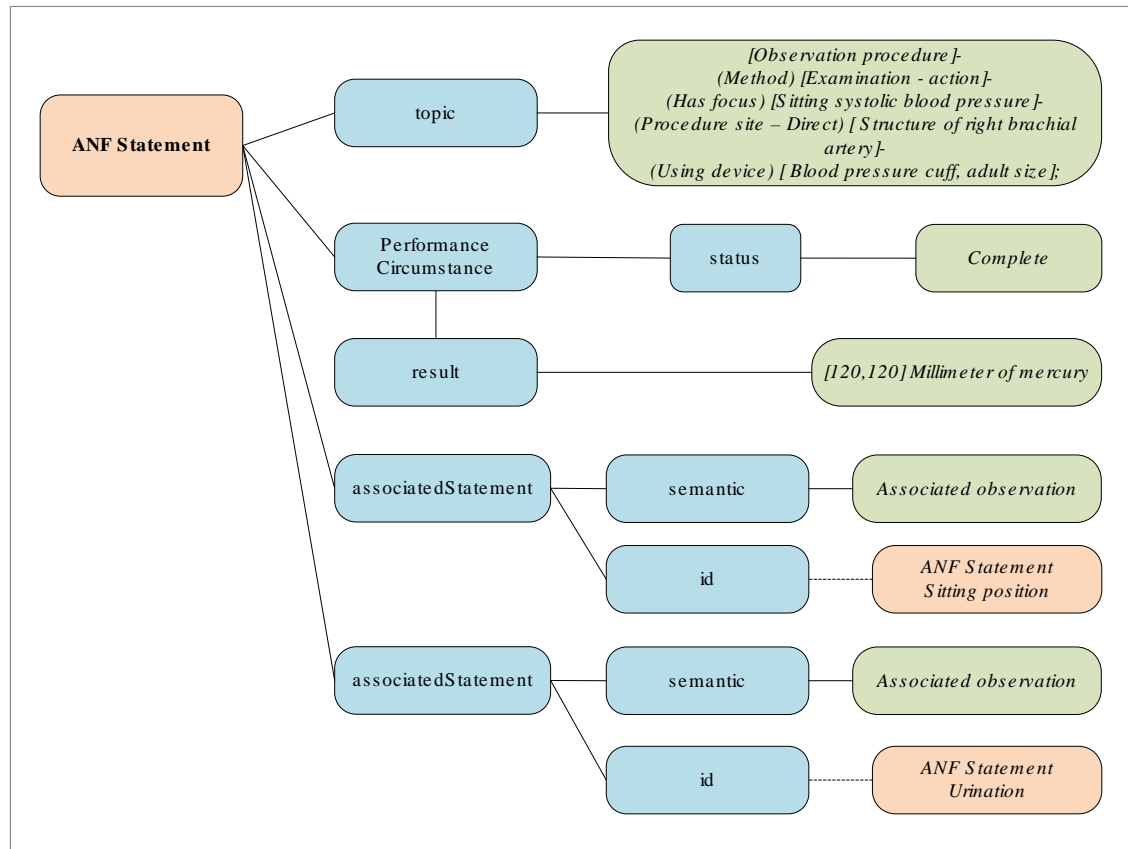 [Observation procedure]-
(Method) [Examination - action]-
(Has focus) [Sitting systolic blood pressure]-
(Procedure site – Direct) [ Structure of right brachial
artery]-
(Using device) [ Blood pressure cuff, adult size];
topic
ANF Statement
Performance
Circumstance
status
Complete
result
[120,120] Millimeter of mercury
associatedStatement
semantic
Associated observation
id
ANF Statement
Sitting position
associatedStatement
semantic
Associated observation
id
ANF Statement
Urination